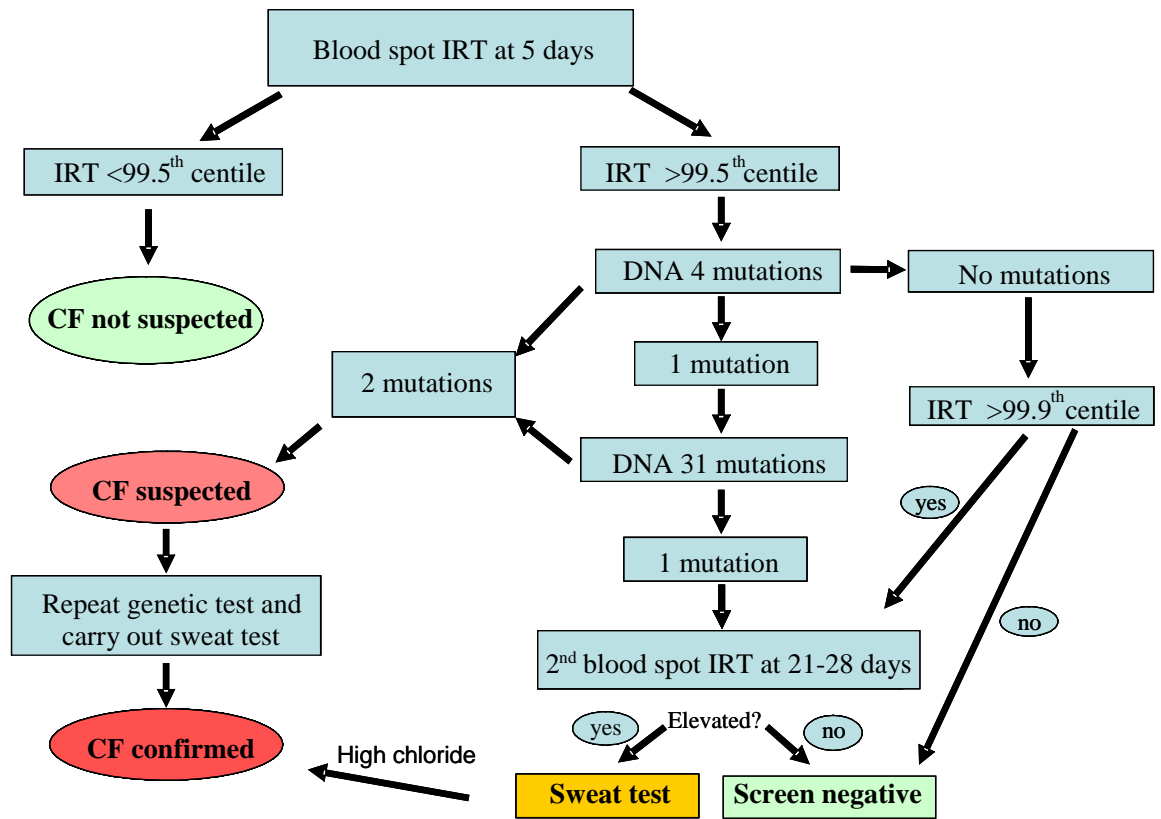 Blood spot IRT at 5 days
IRT <99.5th centile
IRT >99.5th centile
DNA 4 mutations
No mutations
CF not suspected
1 mutation
2 mutations
IRT >99.9th centile
DNA 31 mutations
CF suspected
yes
1 mutation
Repeat genetic test and
carry out sweat test
no
2nd blood spot IRT at 21-28 days
yes
Elevated?
no
CF confirmed
High chloride
Sweat test
Screen negative